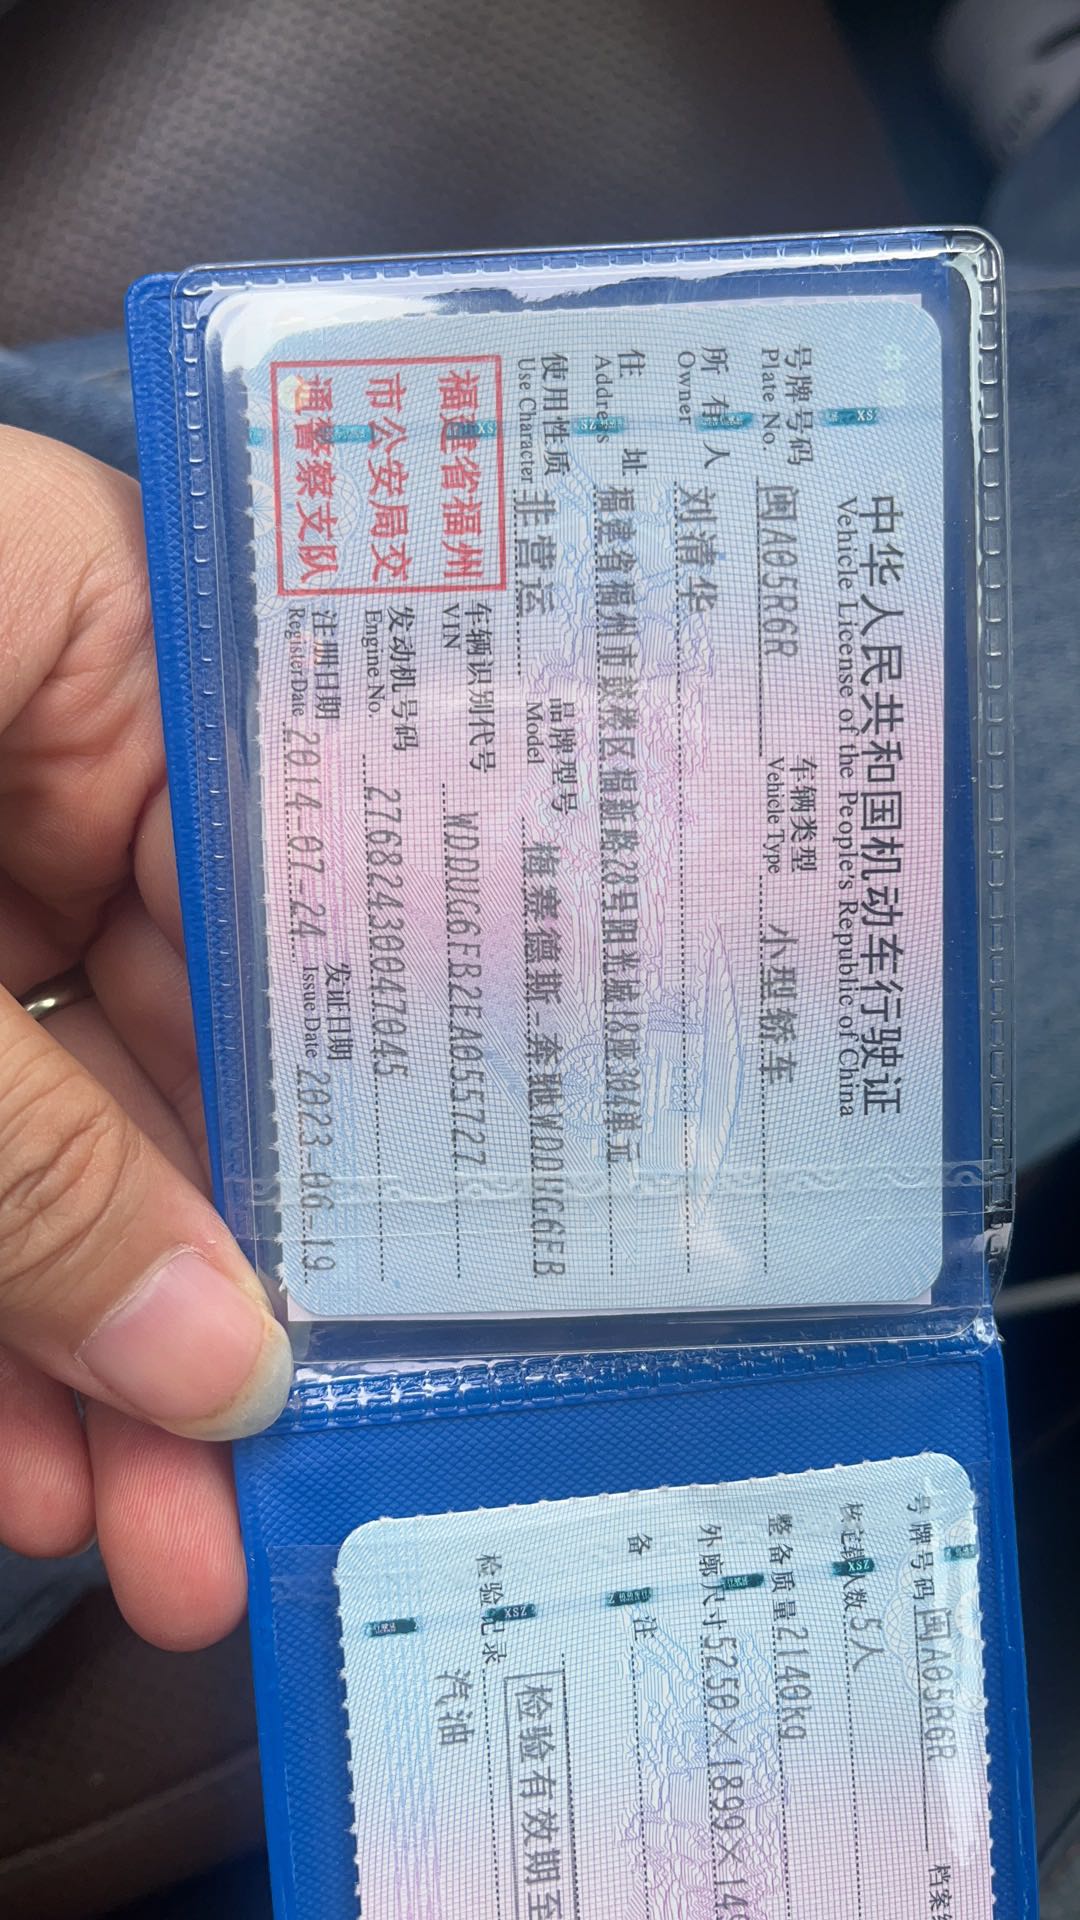 中华人民共和国机动车行驶证
Vehicle License of the People's Republic of China
号牌号码 闽A05R6R 车辆类型 小型轿车
Plate No. Vehicle Type
所有人 刘清华
Owner
住址 福建省福州市鼓楼区福新路28号阳光城18座304单元
Address
使用性质 非营运 品牌型号 梅赛德斯-奔驰WDDUG6EB
Use Character Model
福建省福州
市公安局交
通警察支队
车辆识别代号 WDDUG6EB2EA055727
VIN
发动机号码 27682430047045
Engine No.
注册日期 2014-07-24 发证日期 2023-06-19
Register Date Issue Date
号牌号码 闽A05R6R 档案
核定载人数 5人
整备质量 2140kg
外廓尺寸 5250×1899×14
备注
检验有效期至
检验记录
汽油